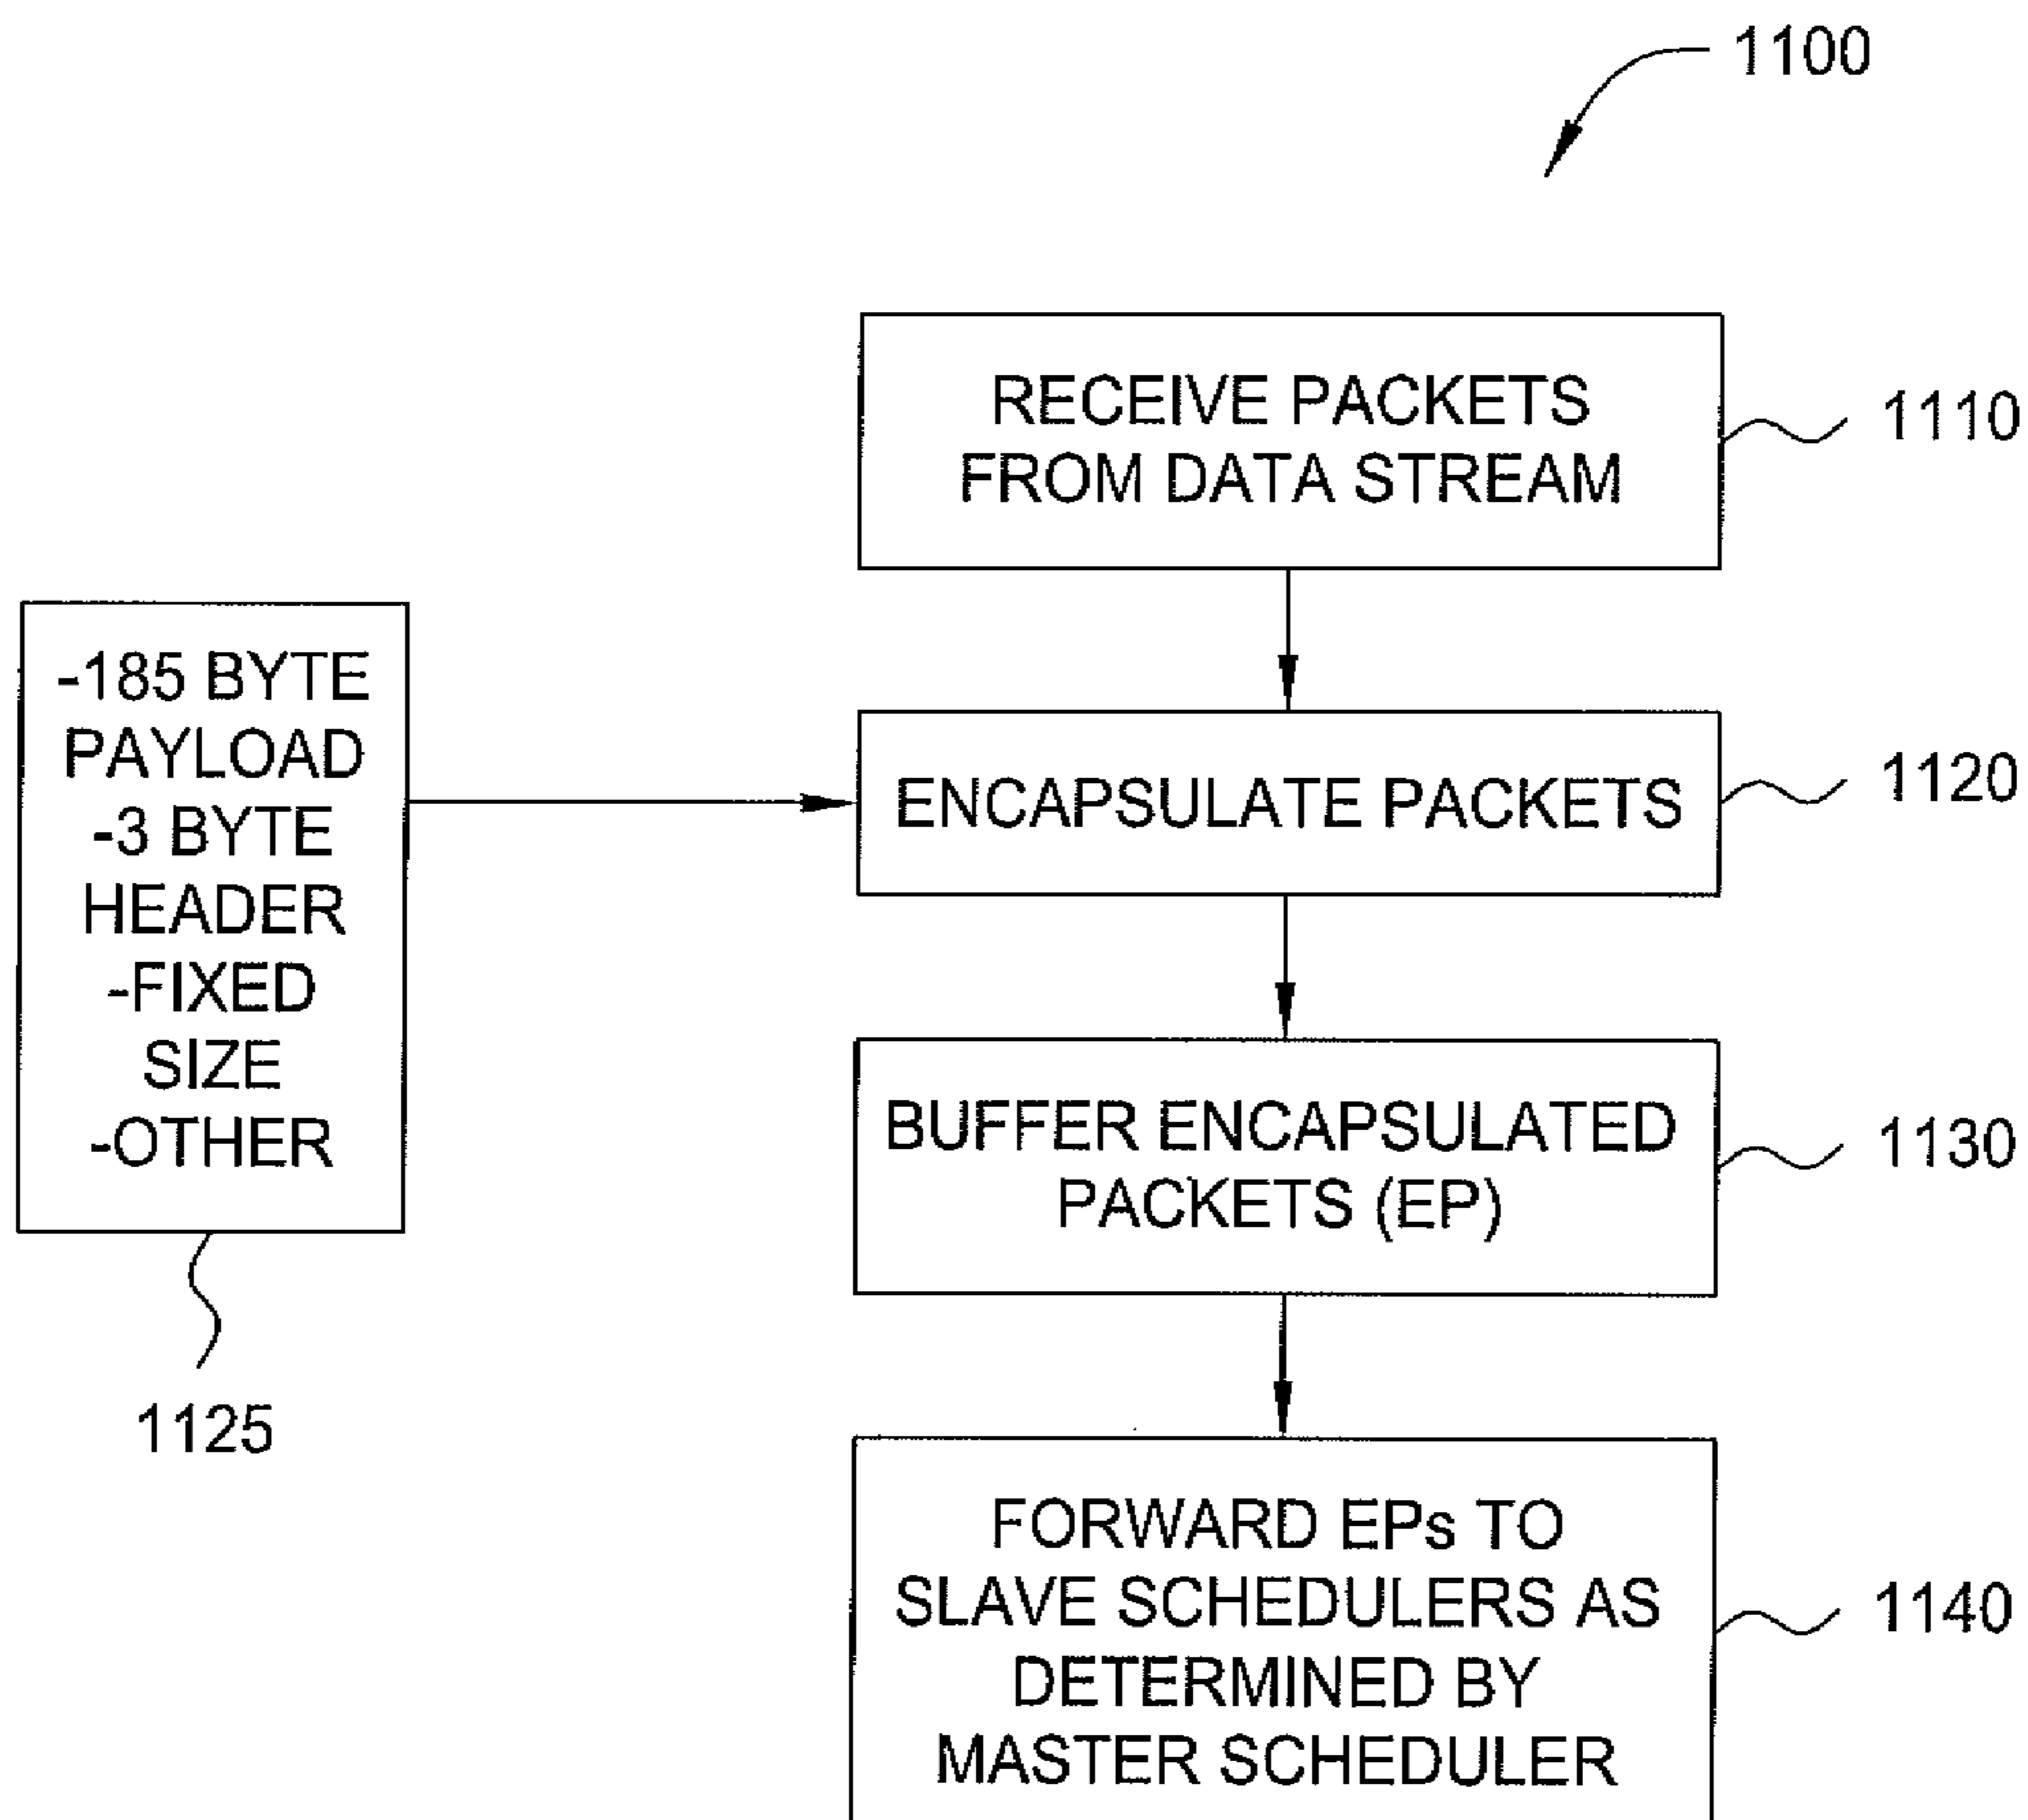 1100
RECEIVE PACKETS
FROM DATA STREAM
1110
-185 BYTE
PAYLOAD
-3 BYTE
HEADER
-FIXED
SIZE
-OTHER
1125
ENCAPSULATE PACKETS
1120
BUFFER ENCAPSULATED
PACKETS (EP)
1130
FORWARD EPs TO
SLAVE SCHEDULERS AS
DETERMINED BY
MASTER SCHEDULER
1140